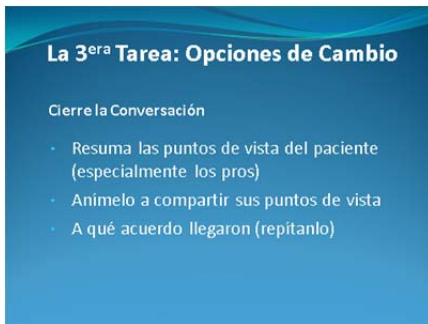 La 3era Tarea: Opciones de Cambio
Cierre la Conversación
• Resuma las puntos de vista del paciente
(especialmente los pros)
• Anímelo a compartir sus puntos de vista
• A qué acuerdo llegaron (repítanlo)